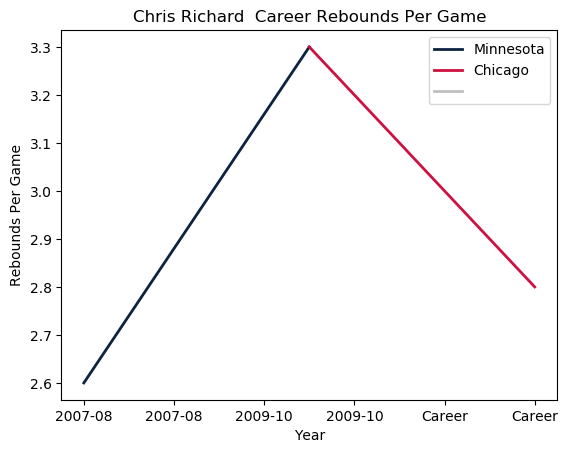 Chris Richard  Career Rebounds Per Game
Minnesota
Chicago
Rebounds Per Game
3.3
3.2
3.1
3.0
2.9
2.8
2.7
2.6
2007-08 2007-08 2009-10 2009-10 Career Career
Year